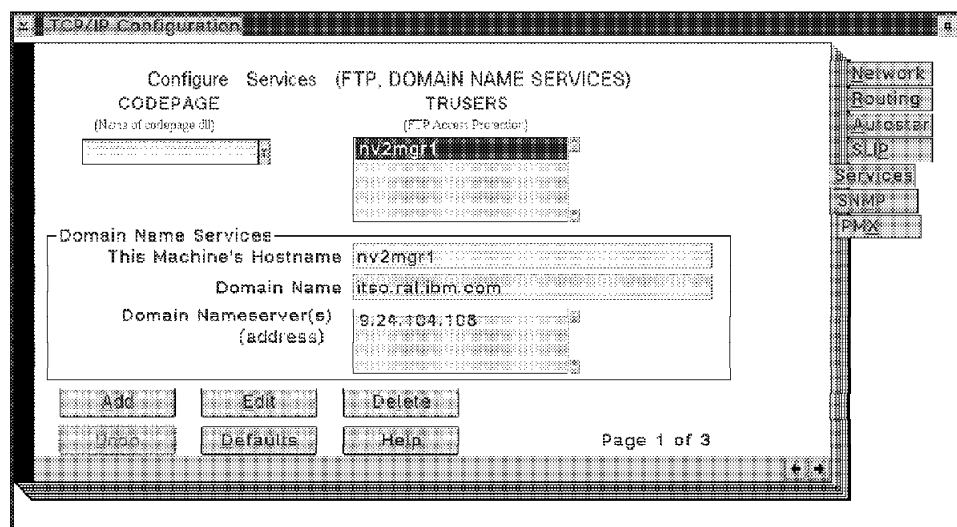 TCP/IP Configuration
Configure Services (FTP, DOMAIN NAME SERVICES)
CODEPAGE
(Name of codepage dll)
TRUSERS
(FTP Access Protection)
nv2mgr1
Domain Name Services
This Machine's Hostname nv2mgr1
Domain Name itso.ral.ibm.com
Domain Nameserver(s)
(address)
9.24.104.108
Add Edit Delete
Undo Defaults Help
Page 1 of 3
Network
Routing
Autostar
SLIP
Services
SNMP
PMX